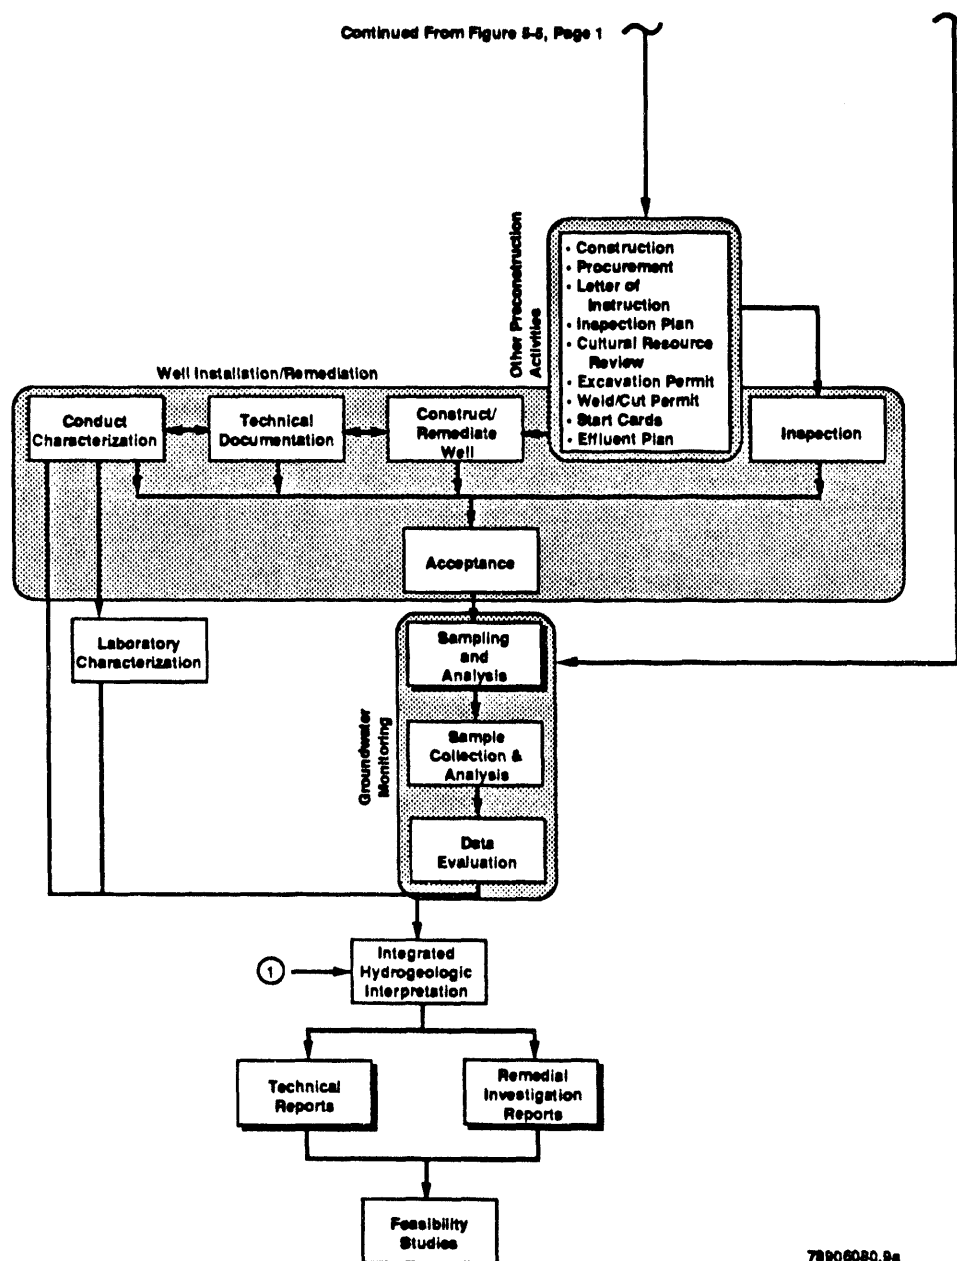 Continued From Figure 5-5, Page 1
Other Preconstruction
Activities
• Construction
• Procurement
• Letter of
Instruction
• Inspection Plan
• Cultural Resource
Review
• Excavation Permit
• Weld/Cut Permit
• Start Cards
• Effluent Plan
Well Installation/Remediation
Conduct
Characterization
Technical
Documentation
Construct/
Remediate
Well
Inspection
Acceptance
Laboratory
Characterization
Groundwater
Monitoring
Sampling
and
Analysis
Sample
Collection &
Analysis
Data
Evaluation
1
Integrated
Hydrogeologic
Interpretation
Technical
Reports
Remedial
Investigation
Reports
Feasibility
Studies
78906080.9a